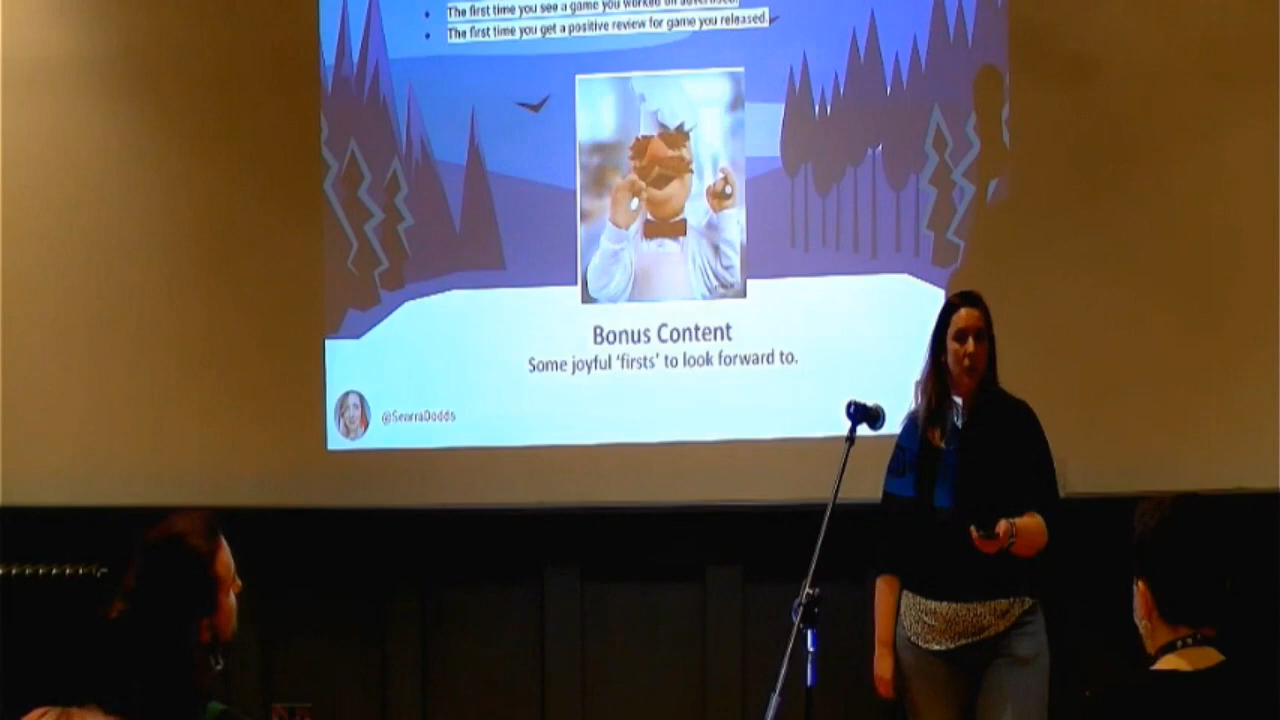 The first time you see a game you worked on advertised.
The first time you get a positive review for game you released.
Bonus Content
Some joyful ‘firsts’ to look forward to.
@SearraDodds